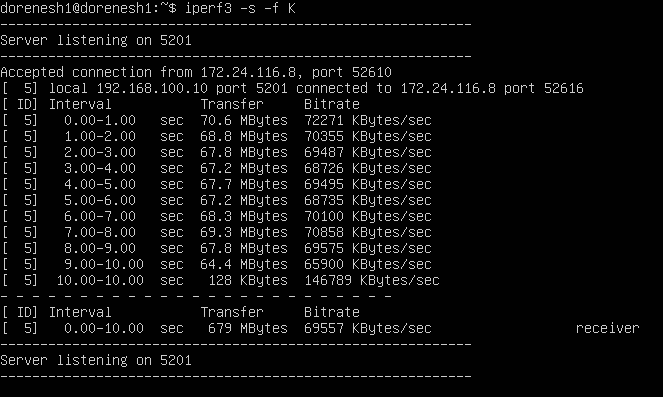 dorenesh1@dorenesh1:~$ iperf3 -s -f K
-----------------------------------------------------------
Server listening on 5201
-----------------------------------------------------------
Accepted connection from 172.24.116.8, port 52610
[  5] local 192.168.100.10 port 5201 connected to 172.24.116.8 port 52616
[ ID] Interval           Transfer     Bitrate
[  5]   0.00-1.00   sec  70.6 MBytes  72271 KBytes/sec
[  5]   1.00-2.00   sec  68.8 MBytes  70355 KBytes/sec
[  5]   2.00-3.00   sec  67.8 MBytes  69487 KBytes/sec
[  5]   3.00-4.00   sec  67.2 MBytes  68726 KBytes/sec
[  5]   4.00-5.00   sec  67.7 MBytes  69495 KBytes/sec
[  5]   5.00-6.00   sec  67.2 MBytes  68735 KBytes/sec
[  5]   6.00-7.00   sec  68.3 MBytes  70100 KBytes/sec
[  5]   7.00-8.00   sec  69.3 MBytes  70858 KBytes/sec
[  5]   8.00-9.00   sec  67.8 MBytes  69575 KBytes/sec
[  5]   9.00-10.00  sec  64.4 MBytes  65900 KBytes/sec
[  5]  10.00-10.00  sec   128 KBytes  146789 KBytes/sec
- - - - - - - - - - - - - - - - - - - - - - - - -
[ ID] Interval           Transfer     Bitrate
[  5]   0.00-10.00  sec   679 MBytes  69557 KBytes/sec                  receiver
-----------------------------------------------------------
Server listening on 5201
-----------------------------------------------------------